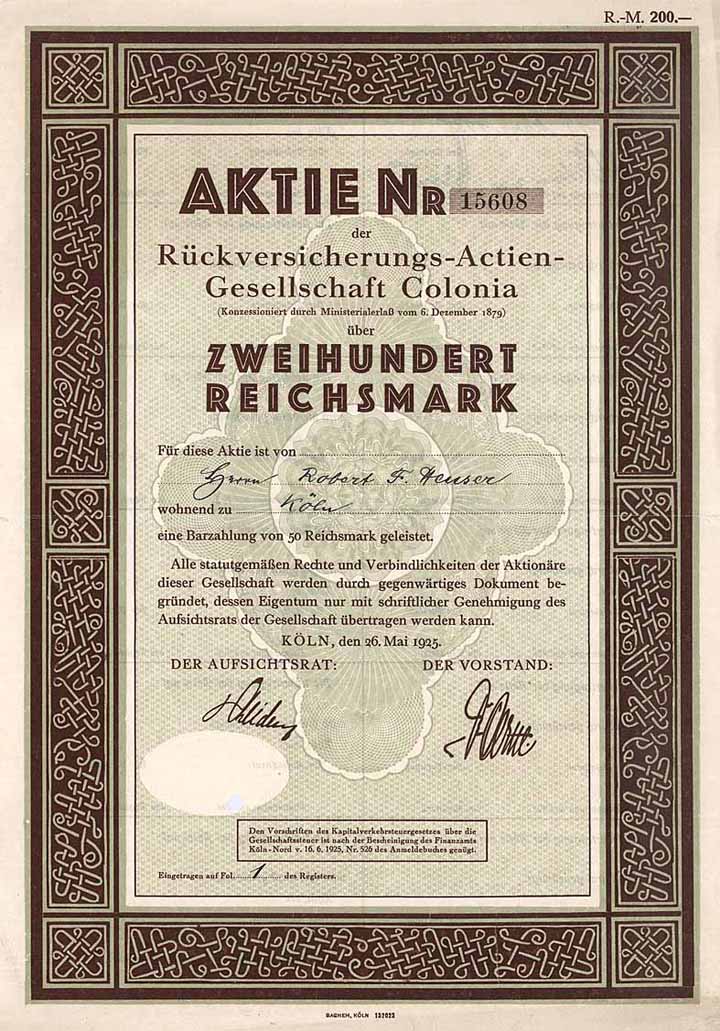 R.-M. 200.—
AKTIE NR 15608
der
Rückversicherungs-Actien-
Gesellschaft Colonia
(Konzessioniert durch Ministerialerlaß vom 6. Dezember 1879)
über
ZWEIHUNDERT
REICHSMARK
Für diese Aktie ist von
Herrn Robert F. Heuser
wohnend zu Köln
eine Barzahlung von 50 Reichsmark geleistet.
Alle statutgemäßen Rechte und Verbindlichkeiten der Aktionäre
dieser Gesellschaft werden durch gegenwärtiges Dokument be-
gründet, dessen Eigentum nur mit schriftlicher Genehmigung des
Aufsichtsrats der Gesellschaft übertragen werden kann.
KÖLN, den 26. Mai 1925.
DER AUFSICHTSRAT: DER VORSTAND:
Den Vorschriften des Kapitalverkehrsteuergesetzes über die
Gesellschaftssteuer ist nach der Bescheinigung des Finanzamts
Köln-Nord v. 16. 6. 1925, Nr. 526 des Anmeldebuches genügt.
Eingetragen auf Fol. 1 des Registers.
BACHEM, KÖLN 132023